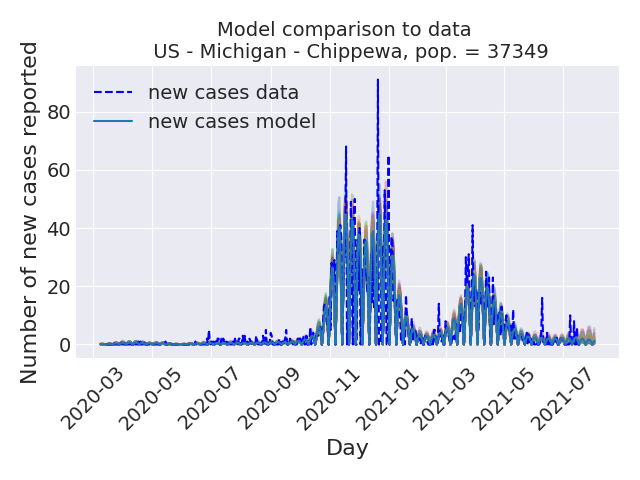 Model comparison to data
US - Michigan - Chippewa, pop. = 37349
Number of new cases reported
80
60
40
20
0
new cases data
new cases model
2020-03
2020-05
2020-07
2020-09
2020-11
2021-01
2021-03
2021-05
2021-07
Day